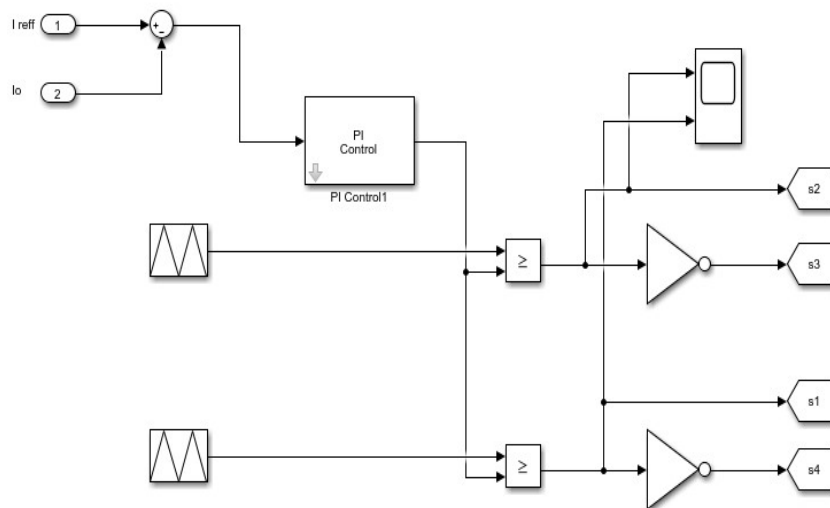 I reff
1
+
−
Io
2
PI
Control
PI Control1
s2
≥
s3
s1
≥
s4